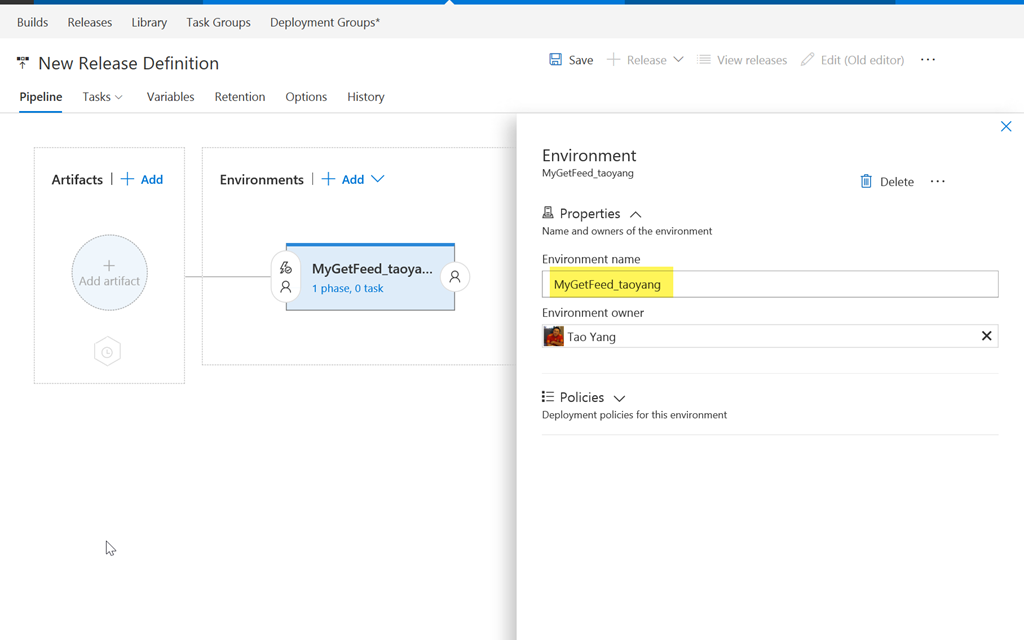 Builds Releases Library Task Groups Deployment Groups*
New Release Definition
Save Release View releases Edit (Old editor) ...
Pipeline Tasks Variables Retention Options History
Artifacts | + Add
Environments | + Add
+
Add artifact
MyGetFeed_taoya...
1 phase, 0 task
Environment
MyGetFeed_taoyang
Delete ...
Properties
Name and owners of the environment
Environment name
MyGetFeed_taoyang
Environment owner
Tao Yang
Policies
Deployment policies for this environment